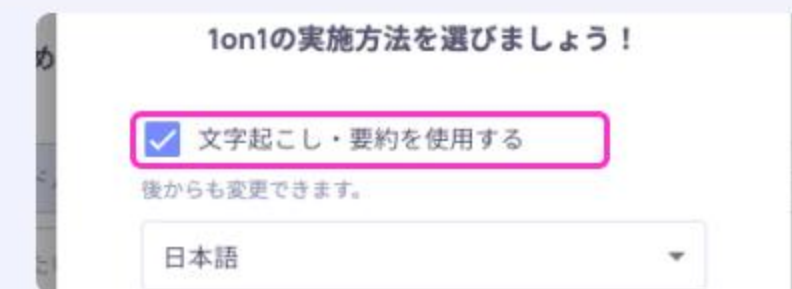 1on1の実施方法を選びましょう！
め
文字起こし・要約を使用する
後からも変更できます。
日本語